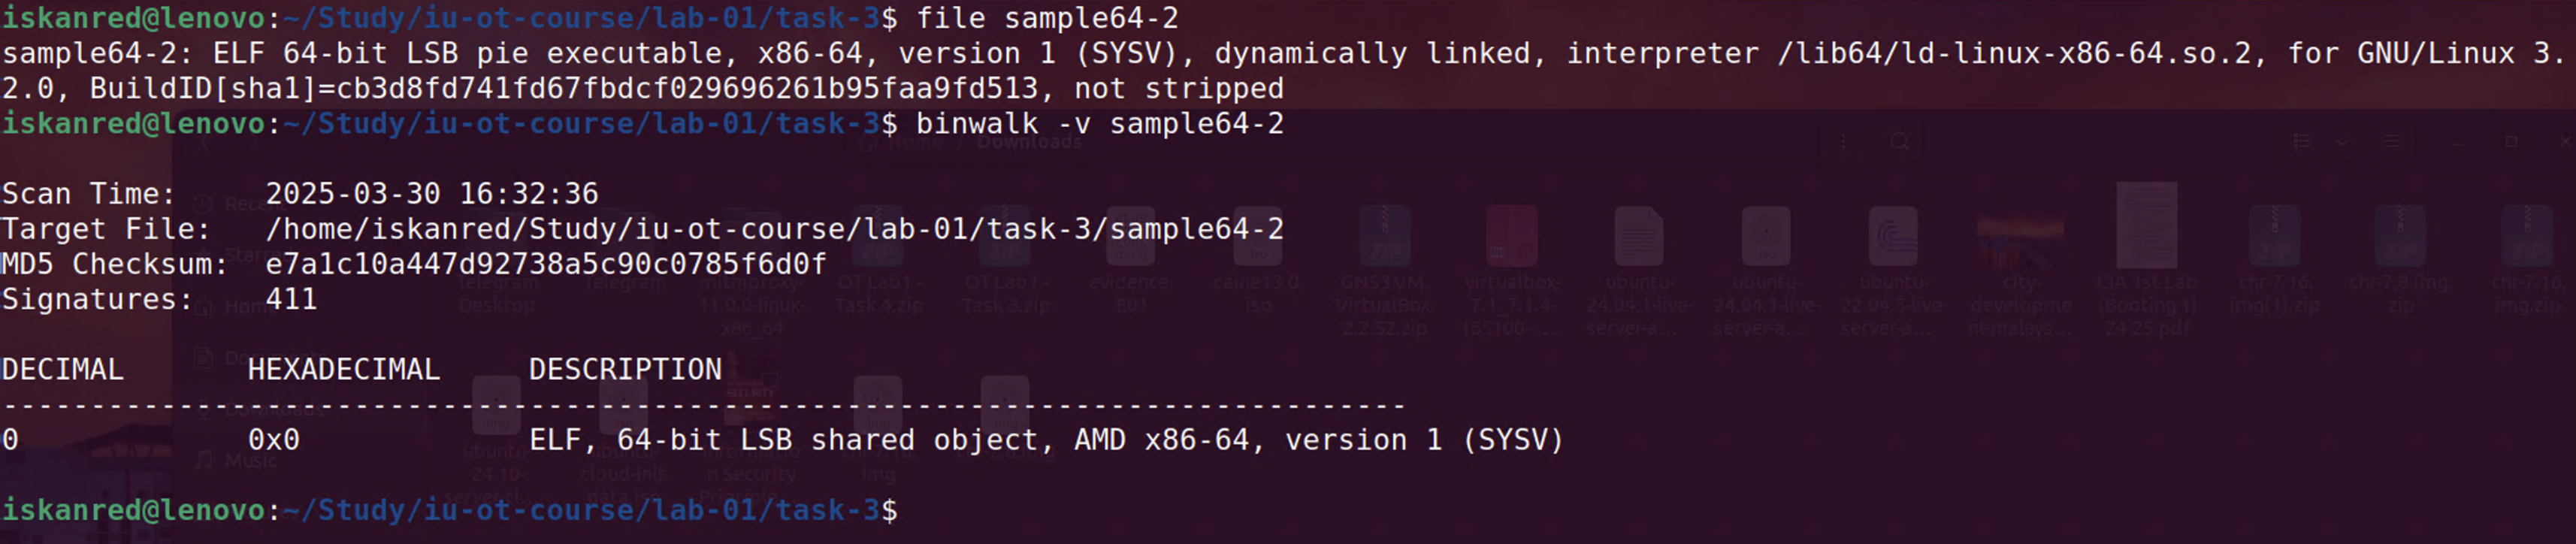 iskanred@lenovo:~/Study/iu-ot-course/lab-01/task-3$ file sample64-2
sample64-2: ELF 64-bit LSB pie executable, x86-64, version 1 (SYSV), dynamically linked, interpreter /lib64/ld-linux-x86-64.so.2, for GNU/Linux 3.
2.0, BuildID[sha1]=cb3d8fd741fd67fbdcf029696261b95faa9fd513, not stripped
iskanred@lenovo:~/Study/iu-ot-course/lab-01/task-3$ binwalk -v sample64-2
Home / Downloads
Scan Time:     2025-03-30 16:32:36
Target File:   /home/iskanred/Study/iu-ot-course/lab-01/task-3/sample64-2
MD5 Checksum:  e7a1c10a447d92738a5c90c0785f6d0f
Signatures:    411
DECIMAL       HEXADECIMAL     DESCRIPTION
--------------------------------------------------------------------------------
0             0x0             ELF, 64-bit LSB shared object, AMD x86-64, version 1 (SYSV)
Music
iskanred@lenovo:~/Study/iu-ot-course/lab-01/task-3$